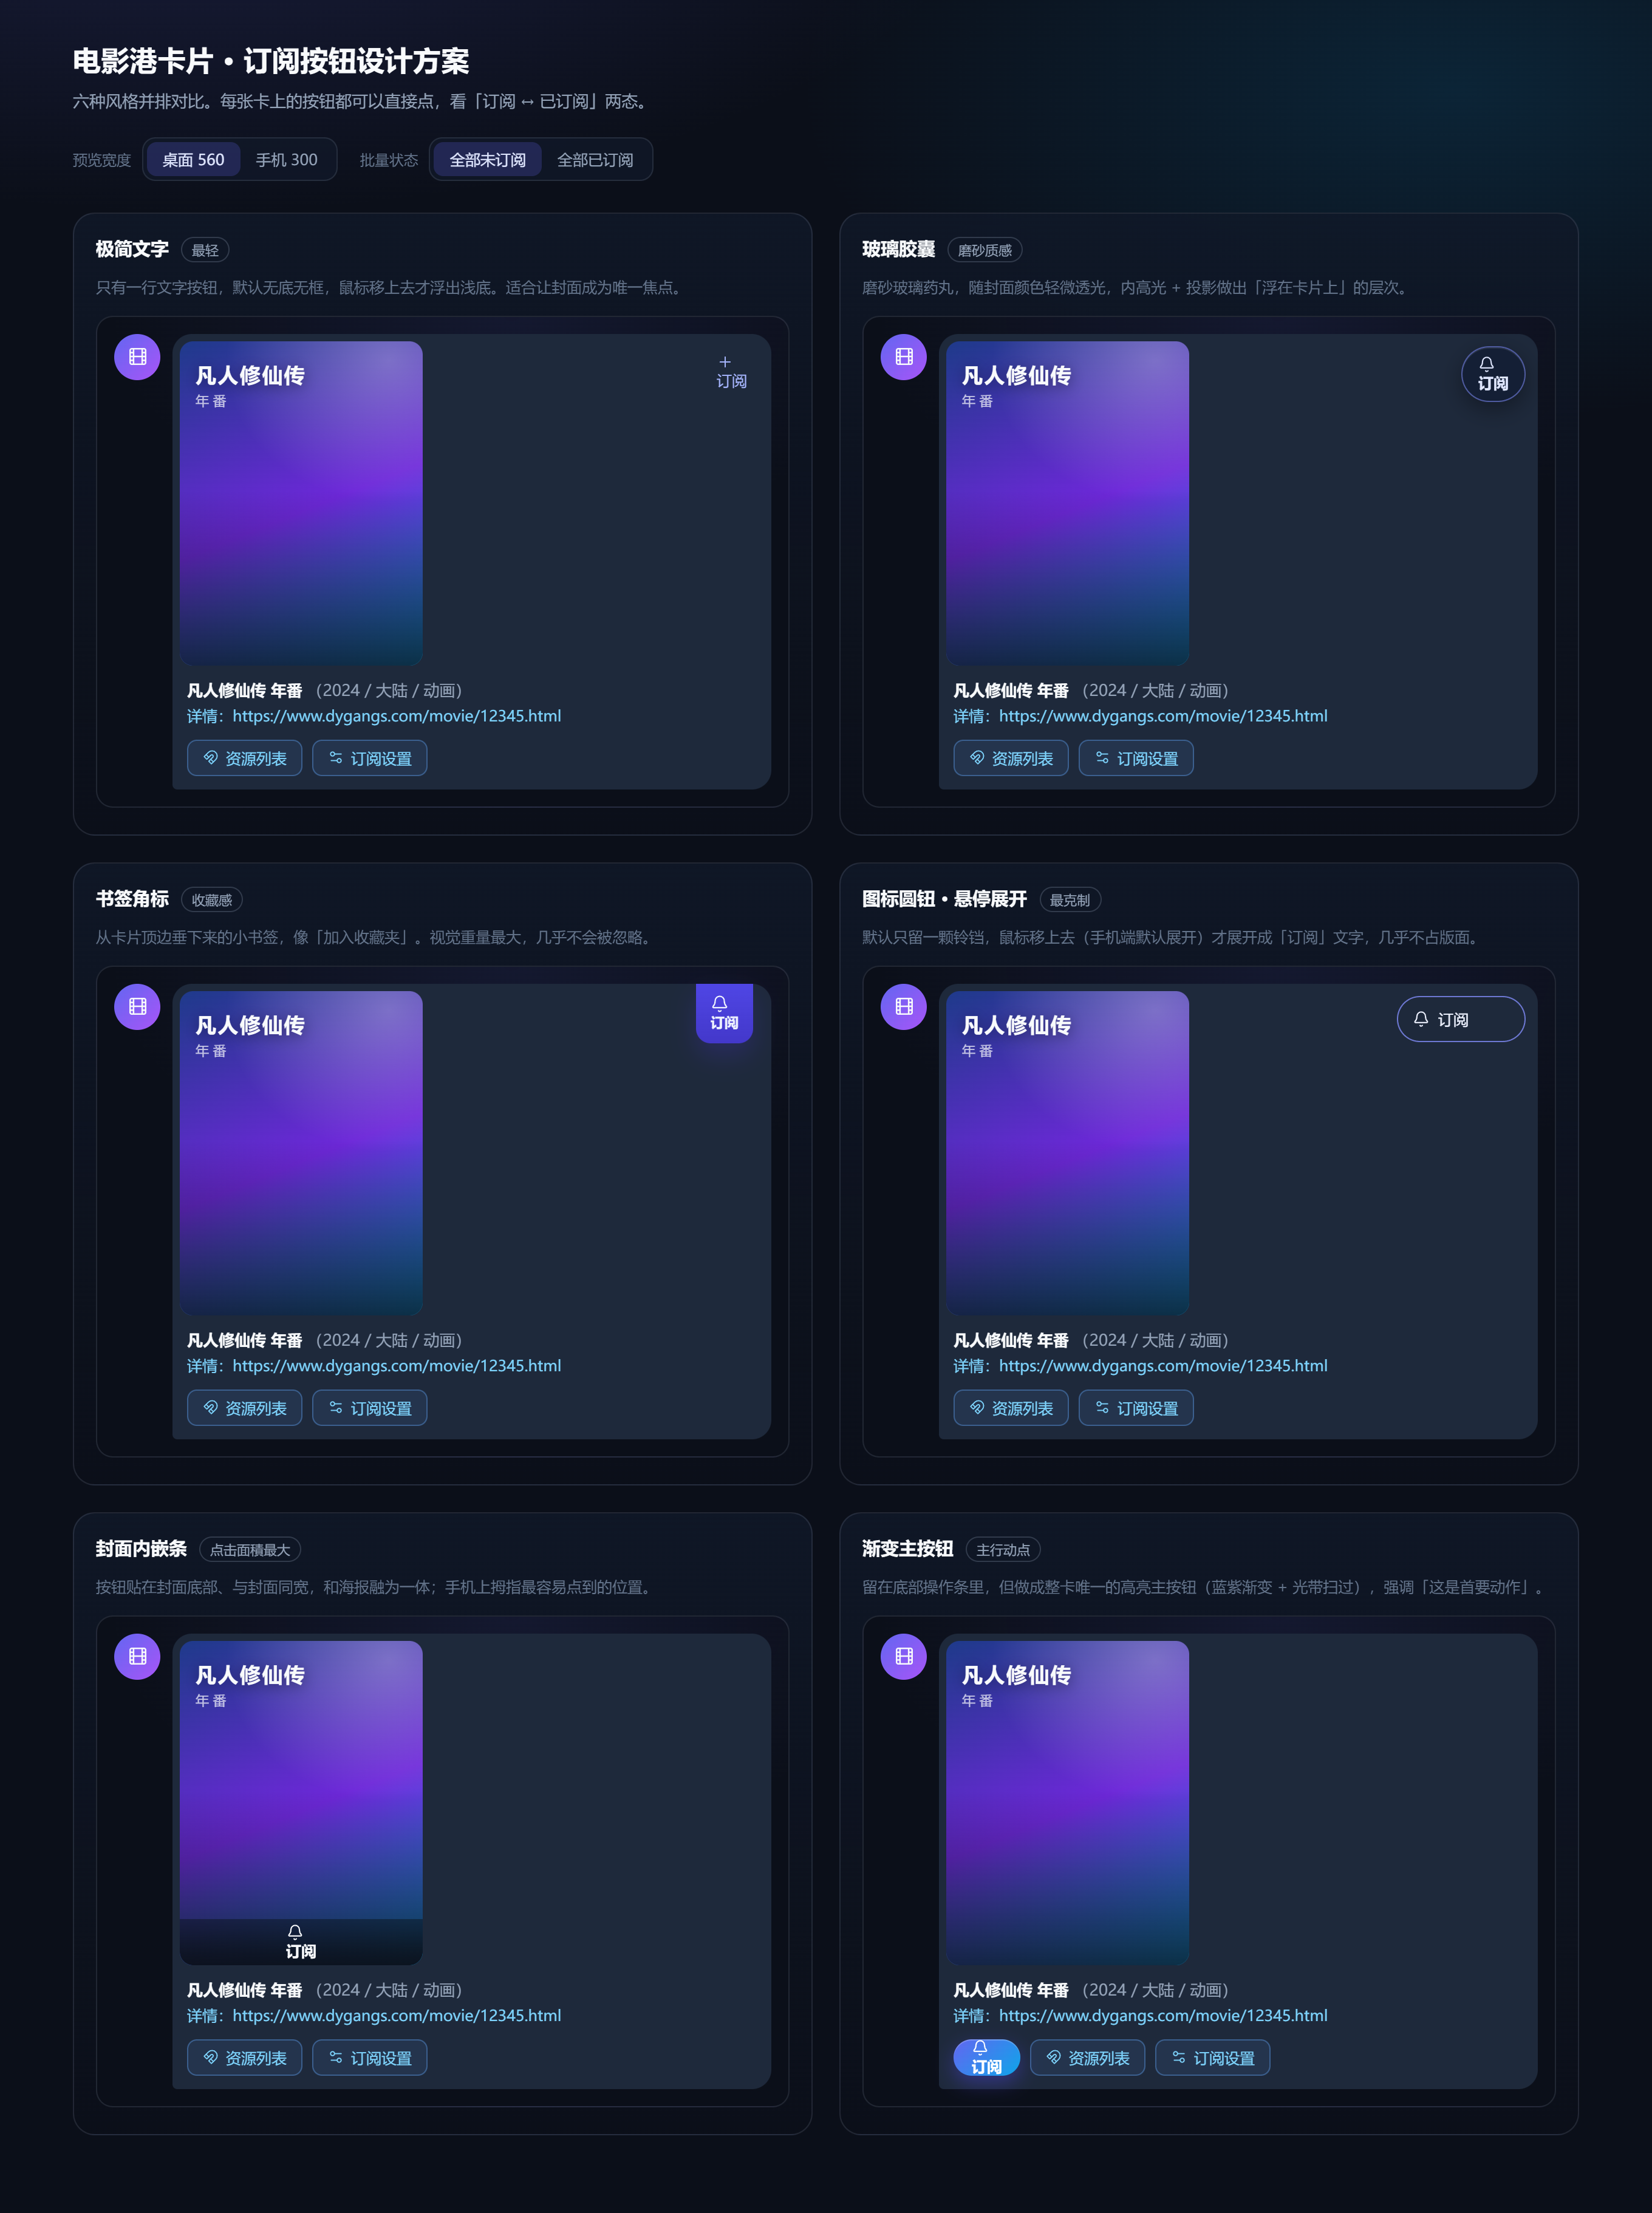 电影港卡片 · 订阅按钮设计方案
六种风格并排对比。每张卡上的按钮都可以直接点，看「订阅 ↔ 已订阅」两态。
预览宽度 桌面 560 手机 300 批量状态 全部未订阅 全部已订阅
极简文字 最轻
只有一行文字按钮，默认无底无框，鼠标移上去才浮出浅底。适合让封面成为唯一焦点。
凡人修仙传
年 番
订阅
凡人修仙传 年番 （2024 / 大陆 / 动画）
详情：https://www.dygangs.com/movie/12345.html
资源列表 订阅设置
玻璃胶囊 磨砂质感
磨砂玻璃药丸，随封面颜色轻微透光，内高光 + 投影做出「浮在卡片上」的层次。
凡人修仙传
年 番
订阅
凡人修仙传 年番 （2024 / 大陆 / 动画）
详情：https://www.dygangs.com/movie/12345.html
资源列表 订阅设置
书签角标 收藏感
从卡片顶边垂下来的小书签，像「加入收藏夹」。视觉重量最大，几乎不会被忽略。
凡人修仙传
年 番
订阅
凡人修仙传 年番 （2024 / 大陆 / 动画）
详情：https://www.dygangs.com/movie/12345.html
资源列表 订阅设置
图标圆钮 · 悬停展开 最克制
默认只留一颗铃铛，鼠标移上去（手机端默认展开）才展开成「订阅」文字，几乎不占版面。
凡人修仙传
年 番
订阅
凡人修仙传 年番 （2024 / 大陆 / 动画）
详情：https://www.dygangs.com/movie/12345.html
资源列表 订阅设置
封面内嵌条 点击面積最大
按钮贴在封面底部、与封面同宽，和海报融为一体；手机上拇指最容易点到的位置。
凡人修仙传
年 番
订阅
凡人修仙传 年番 （2024 / 大陆 / 动画）
详情：https://www.dygangs.com/movie/12345.html
资源列表 订阅设置
渐变主按钮 主行动点
留在底部操作条里，但做成整卡唯一的高亮主按钮（蓝紫渐变 + 光带扫过），强调「这是首要动作」。
凡人修仙传
年 番
凡人修仙传 年番 （2024 / 大陆 / 动画）
详情：https://www.dygangs.com/movie/12345.html
订阅 资源列表 订阅设置